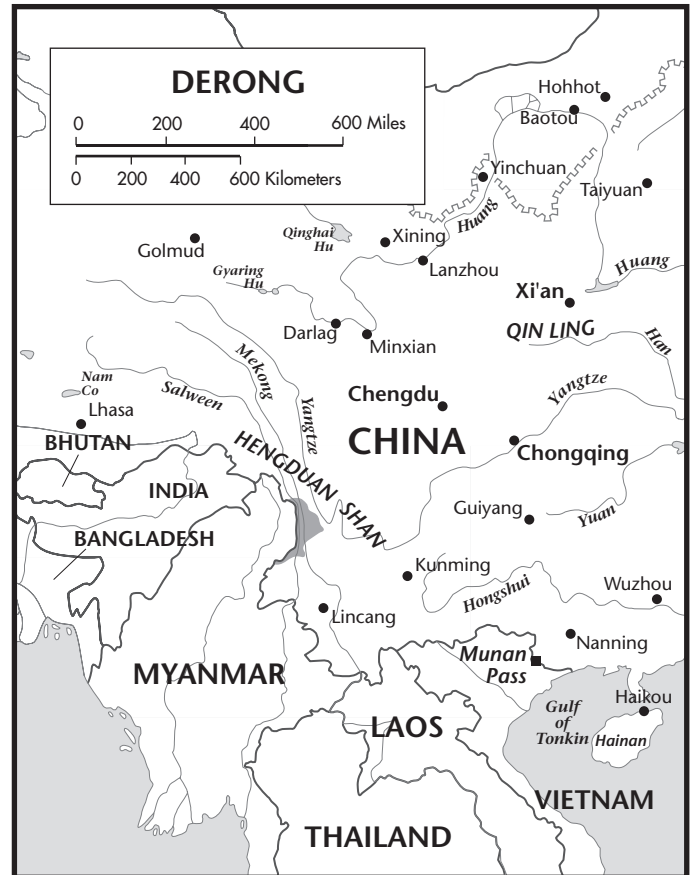 DERONG
0 200 400 600 Miles
0 200 400 600 Kilometers
Hohhot
Baotou
Yinchuan
Taiyuan
Huang
Qinghai
Hu
Xining
Golmud
Lanzhou
Gyaring
Hu
Huang
Xi'an
Darlag
Minxian
QIN LING
Han
Mekong
Nam
Co
Salween
Yangtze
Chengdu
Yangtze
Lhasa
CHINA
BHUTAN
HENGDUAN SHAN
Chongqing
INDIA
Guiyang
Yuan
BANGLADESH
Kunming
Hongshui
Wuzhou
Lincang
Nanning
Munan
Pass
MYANMAR
Haikou
Gulf
of
Tonkin
Hainan
LAOS
VIETNAM
THAILAND